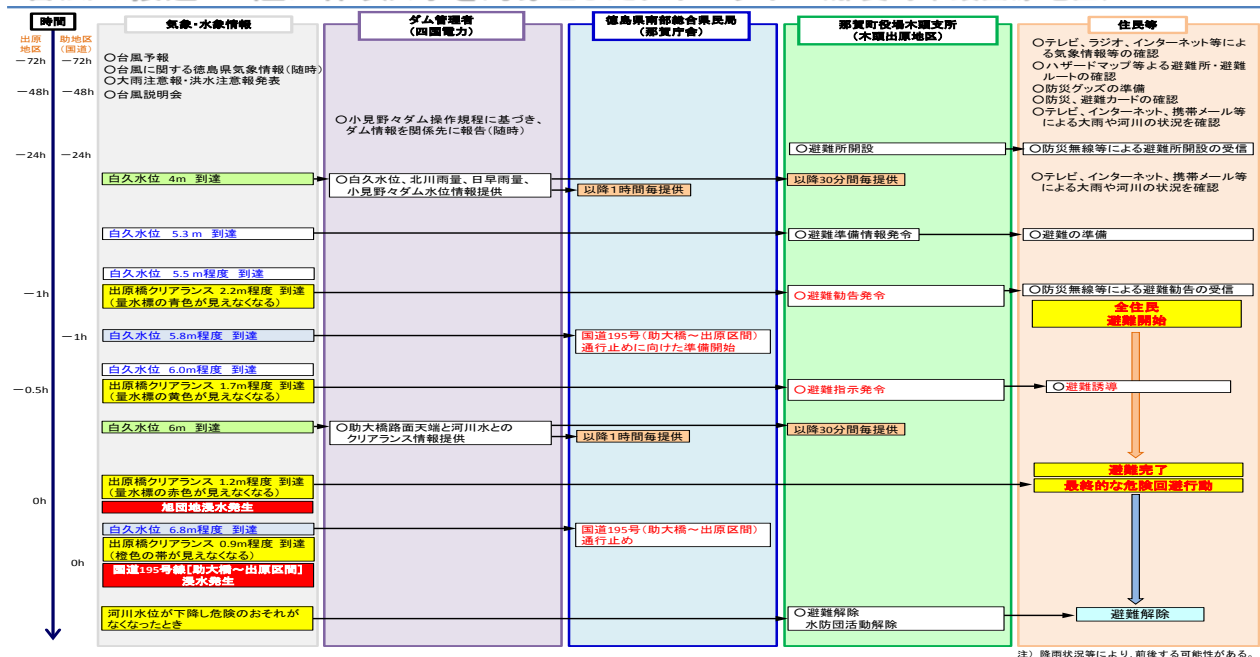 時間
出原
地区
助地区
(国道)
－72h
－72h
－48h
－48h
－24h
－24h
－1h
－1h
－0.5h
0h
0h
気象・水象情報
○台風予報
○台風に関する徳島県気象情報(随時)
○大雨注意報・洪水注意報発表
○台風説明会
白久水位 4m 到達
白久水位 5.3m 到達
白久水位 5.5m程度 到達
出原橋クリアランス 2.2m程度 到達
(量水標の青色が見えなくなる)
白久水位 5.8m程度 到達
白久水位 6.0m程度 到達
出原橋クリアランス 1.7m程度 到達
(量水標の黄色が見えなくなる)
白久水位 6m 到達
出原橋クリアランス 1.2m程度 到達
(量水標の赤色が見えなくなる)
旭団地浸水発生
白久水位 6.8m程度 到達
出原橋クリアランス 0.9m程度 到達
(橙色の帯が見えなくなる)
国道195号線[助大橋～出原区間]
浸水発生
河川水位が下降し危険のおそれが
なくなったとき
ダム管理者
(四国電力)
○小見野々ダム操作規程に基づき、
ダム情報を関係先に報告(随時)
○白久水位、北川雨量、日早雨量、
小見野々ダム水位情報提供
○助大橋路面天端と河川水との
クリアランス情報提供
徳島県南部総合県民局
(那賀庁舎)
以降1時間毎提供
国道195号(助大橋～出原区間)
通行止めに向けた準備開始
以降1時間毎提供
国道195号(助大橋～出原区間)
通行止め
那賀町役場木頭支所
(木頭出原地区)
○避難所開設
以降30分間毎提供
○避難準備情報発令
○避難勧告発令
○避難指示発令
以降30分間毎提供
○避難解除
水防団活動解除
住民等
○テレビ、ラジオ、インターネット等によ
る気象情報等の確認
○ハザードマップ等よる避難所・避難
ルートの確認
○防災グッズの準備
○防災、避難カードの確認
○テレビ、インターネット、携帯メール等
による大雨や河川の状況を確認
○防災無線等による避難所開設の受信
○テレビ、インターネット、携帯メール等
による大雨や河川の状況を確認
○避難の準備
○防災無線等による避難勧告の受信
全住民
避難開始
○避難誘導
避難完了
最終的な危険回避行動
避難解除
注) 降雨状況等により、前後する可能性がある。